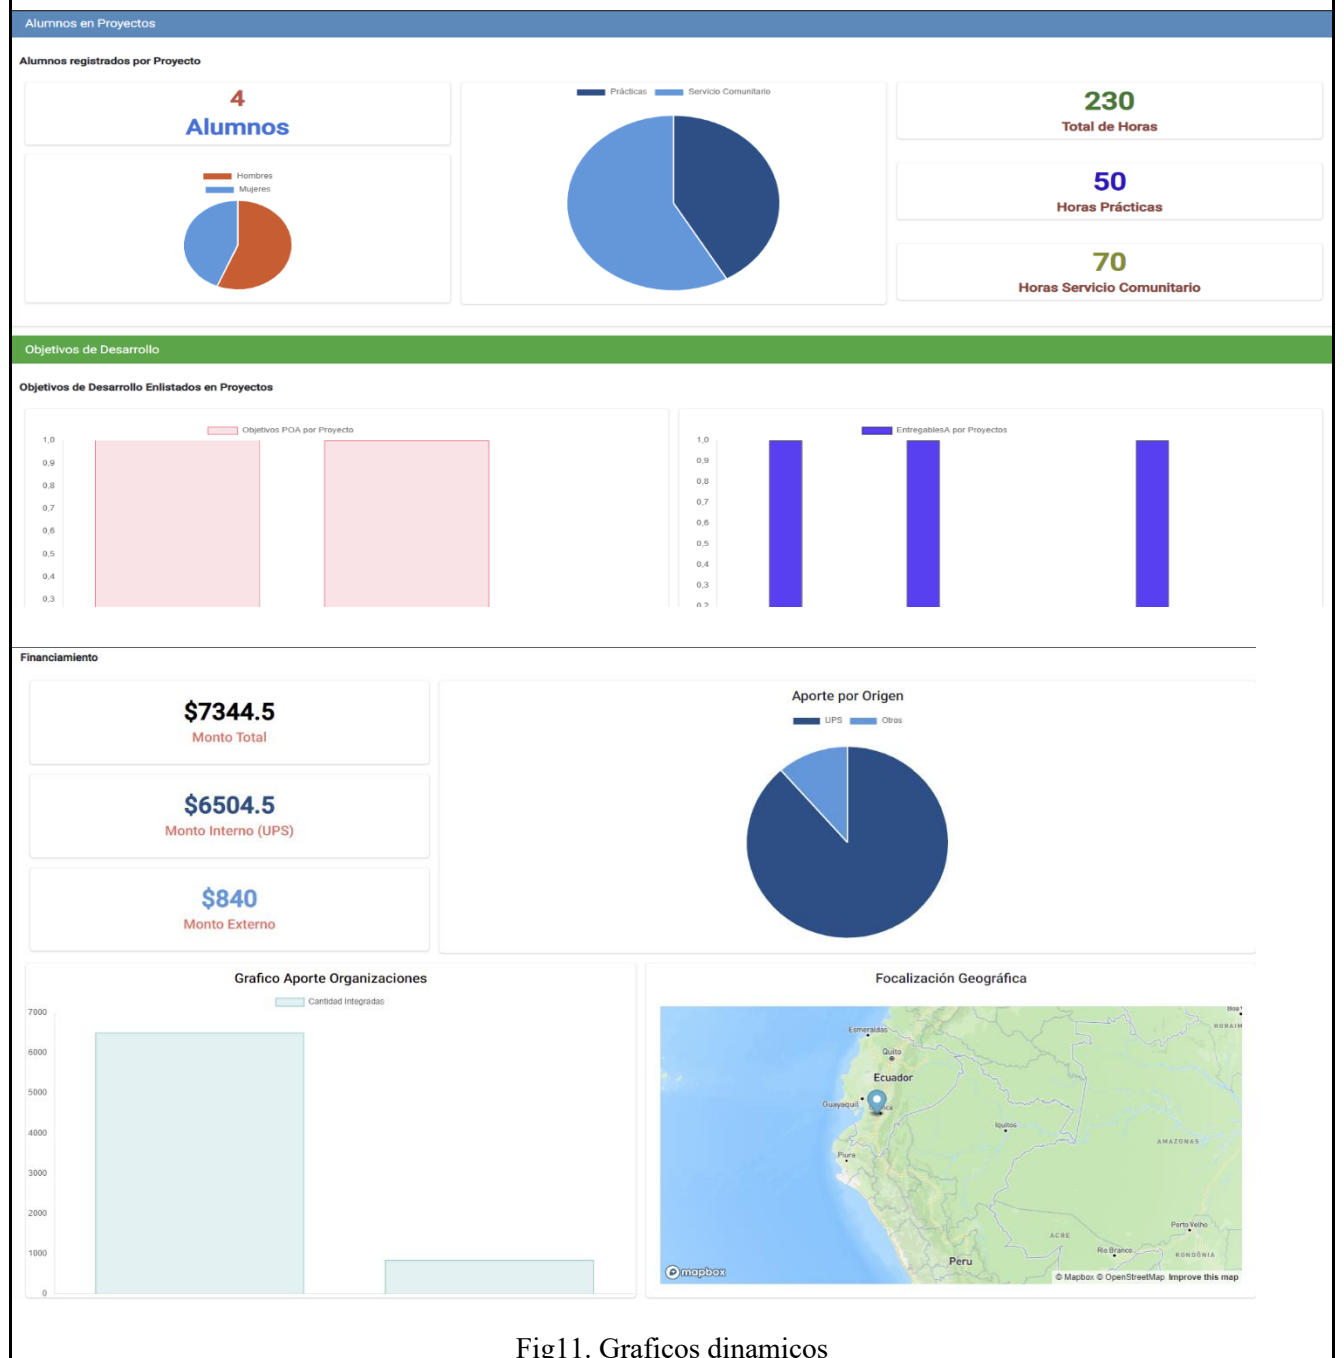 Alumnos en Proyectos
Alumnos registrados por Proyecto
4
Alumnos
Hombres
Mujeres
Prácticas Servicio Comunitario
230
Total de Horas
50
Horas Prácticas
70
Horas Servicio Comunitario
Objetivos de Desarrollo
Objetivos de Desarrollo Enlistados en Proyectos
Objetivos POA por Proyecto
1,0
0,9
0,8
0,7
0,6
0,5
0,4
0,3
EntregablesA por Proyectos
1,0
0,9
0,8
0,7
0,6
0,5
0,4
0,3
0,2
Financiamiento
$7344.5
Monto Total
$6504.5
Monto Interno (UPS)
$840
Monto Externo
Aporte por Origen
UPS Otros
Grafico Aporte Organizaciones
Cantidad Integradas
7000
6000
5000
4000
3000
2000
1000
0
Focalización Geográfica
Boa
RORAIM
Esmeraldas
Quito
Ecuador
Guayaquil
Iquitos
AMAZONAS
Piura
Porto Velho
ACRE
Rio Branco
RONDÔNIA
Peru
mapbox
© Mapbox © OpenStreetMap Improve this map
Fig11. Graficos dinamicos